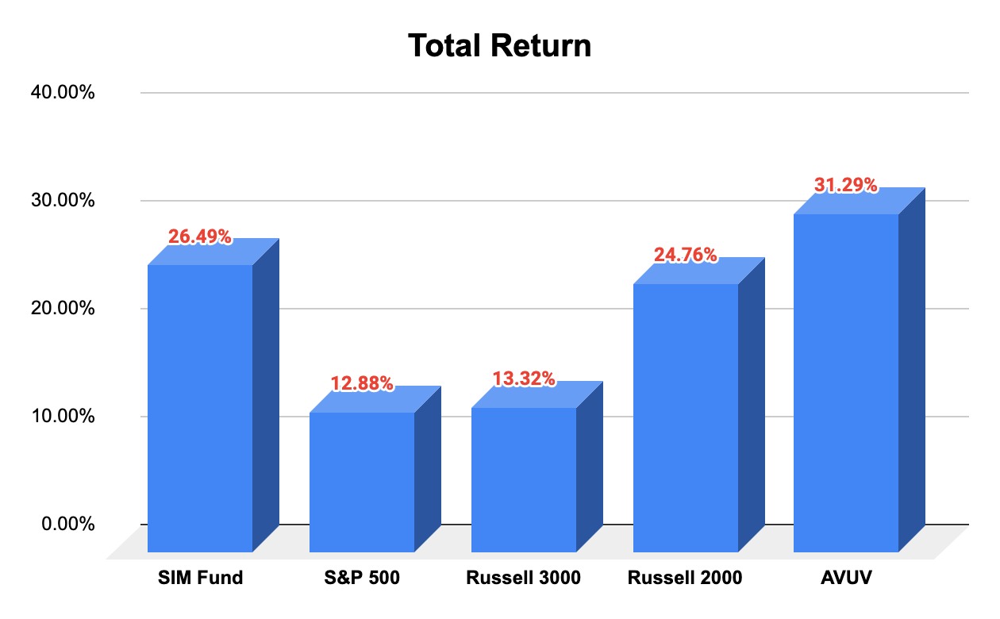 Total Return
40.00%
30.00%
20.00%
10.00%
0.00%
26.49%
12.88%
13.32%
24.76%
31.29%
SIM Fund
S&P 500
Russell 3000
Russell 2000
AVUV